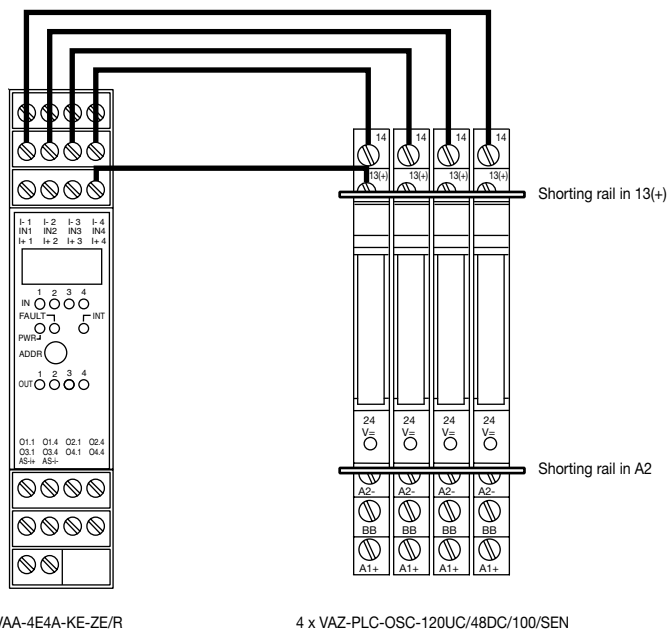 14 14 14 14
13(+) 13(+) 13(+) 13(+)
Shorting rail in 13(+)
I- 1 I- 2 I- 3 I- 4
IN1 IN2 IN3 IN4
I+ 1 I+ 2 I+ 3 I+ 4
1 2 3 4
IN
FAULT INT
PWR
ADDR
1 2 3 4
OUT
24 24 24 24
V= V= V= V=
O1.1 O1.4 O2.1 O2.4
O3.1 O3.4 O4.1 O4.4
AS-i+ AS-i-
Shorting rail in A2
A2- A2- A2- A2-
BB BB BB BB
A1+ A1+ A1+ A1+
VAA-4E4A-KE-ZE/R
4 x VAZ-PLC-OSC-120UC/48DC/100/SEN